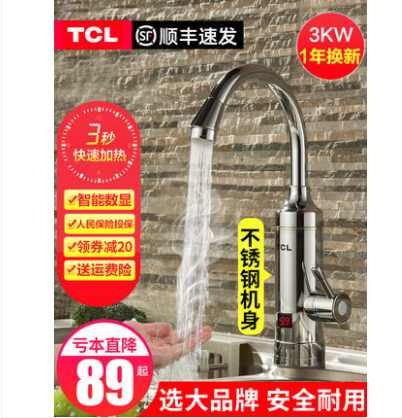 TCL
SF
顺丰速发
3KW
1年换新
3秒
快速加热
智能数显
人民保险投保
领券减20
送运费险
TCL
不锈钢机身
亏本直降
89起
选大品牌 安全耐用